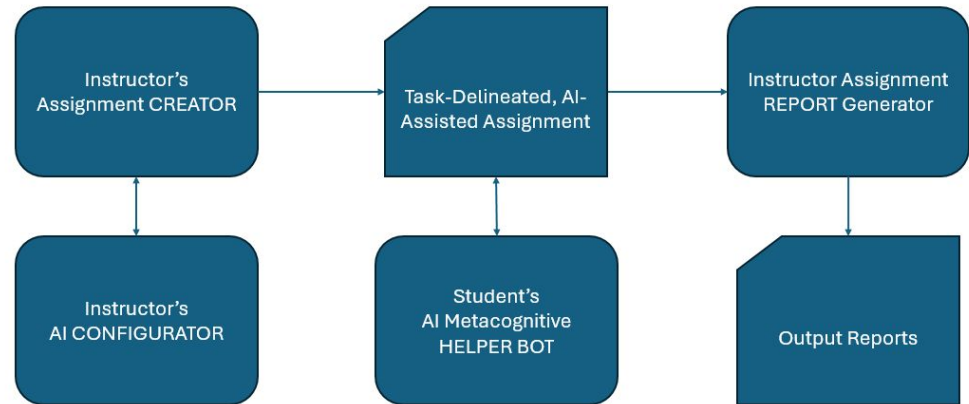 Instructor's
Assignment CREATOR
Task-Delineated, AI-
Assisted Assignment
Instructor Assignment
REPORT Generator
Instructor's
AI CONFIGURATOR
Student's
AI Metacognitive
HELPER BOT
Output Reports